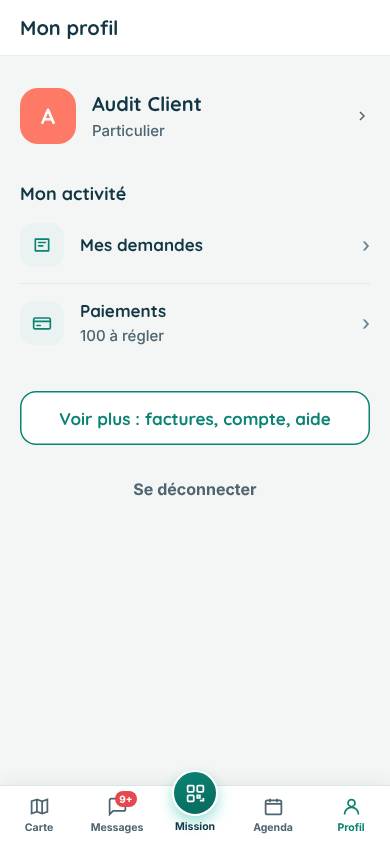 Mon profil
A
Audit Client
Particulier
Mon activité
Mes demandes
Paiements
100 à régler
Voir plus : factures, compte, aide
Se déconnecter
9+
Carte
Messages
Mission
Agenda
Profil